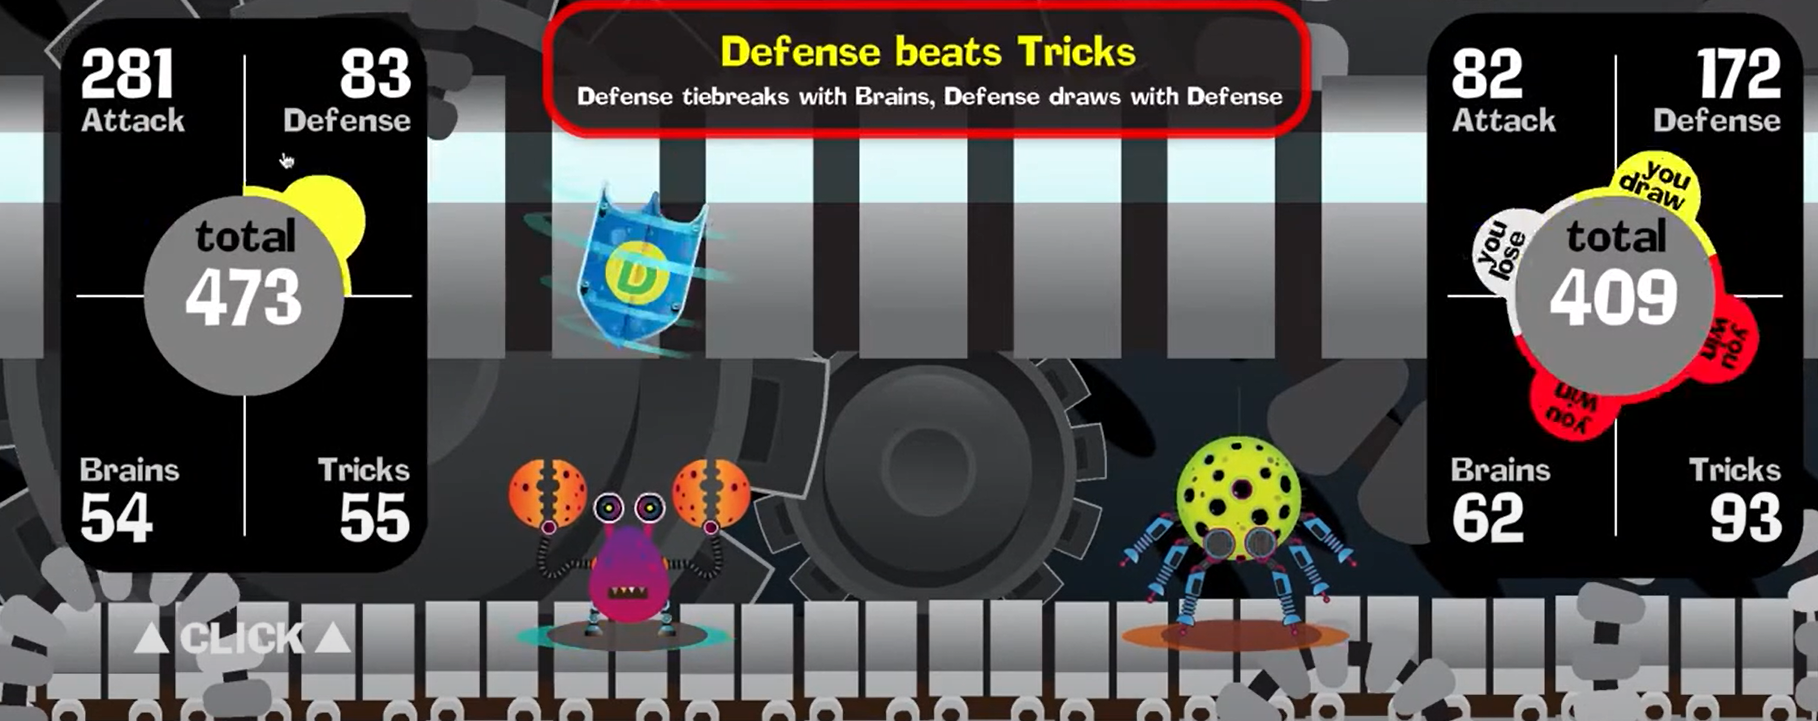 281
Attack
83
Defense
total
473
Brains
54
Tricks
55
▲ CLICK ▲
Defense beats Tricks
Defense tiebreaks with Brains, Defense draws with Defense
D
82
Attack
172
Defense
you
draw
you
lose
total
409
you
win
you
win
Brains
62
Tricks
93